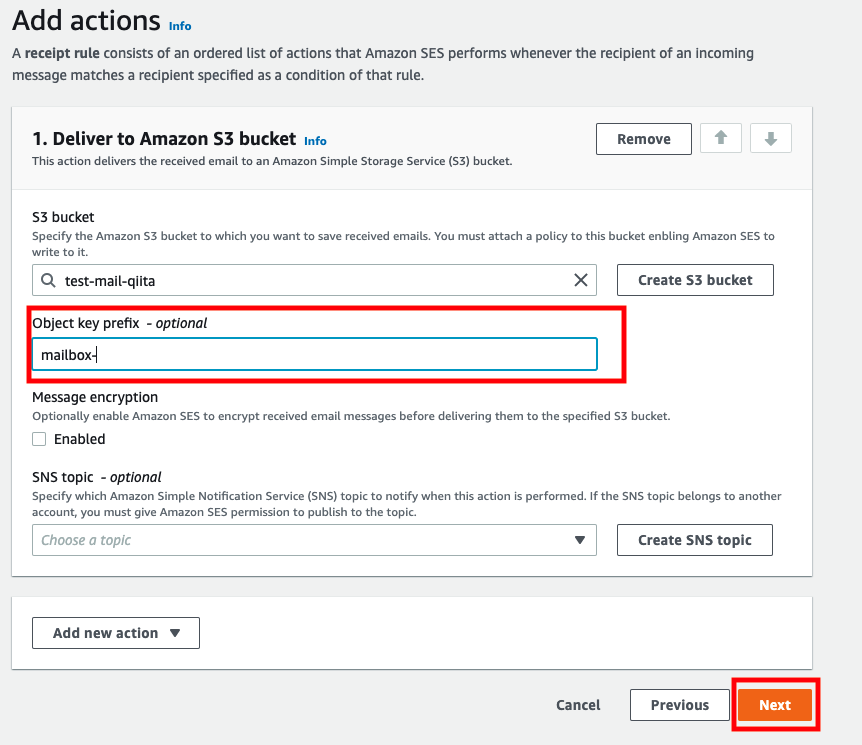 Add actions Info
A receipt rule consists of an ordered list of actions that Amazon SES performs whenever the recipient of an incoming
message matches a recipient specified as a condition of that rule.
1. Deliver to Amazon S3 bucket Info
Remove
This action delivers the received email to an Amazon Simple Storage Service (S3) bucket.
S3 bucket
Specify the Amazon S3 bucket to which you want to save received emails. You must attach a policy to this bucket enbling Amazon SES to
write to it.
test-mail-qiita
Create S3 bucket
Object key prefix - optional
mailbox-
Message encryption
Optionally enable Amazon SES to encrypt received email messages before delivering them to the specified S3 bucket.
Enabled
SNS topic - optional
Specify which Amazon Simple Notification Service (SNS) topic to notify when this action is performed. If the SNS topic belongs to another
account, you must give Amazon SES permission to publish to the topic.
Choose a topic
Create SNS topic
Add new action
Cancel
Previous
Next